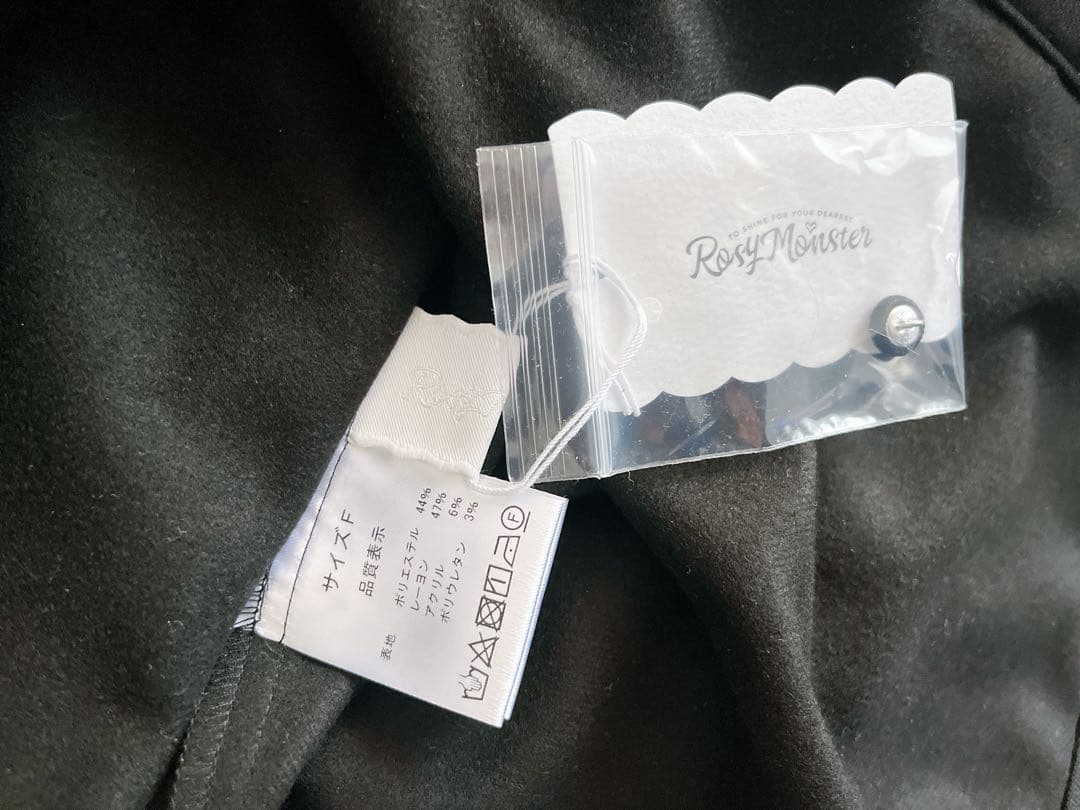 TO SHINE FOR YOUR DEAREST
Rosy Monster
サイズ F
品質表示
表地
ポリエステル 44%
レーヨン 47%
アクリル 6%
ポリウレタン 3%
F